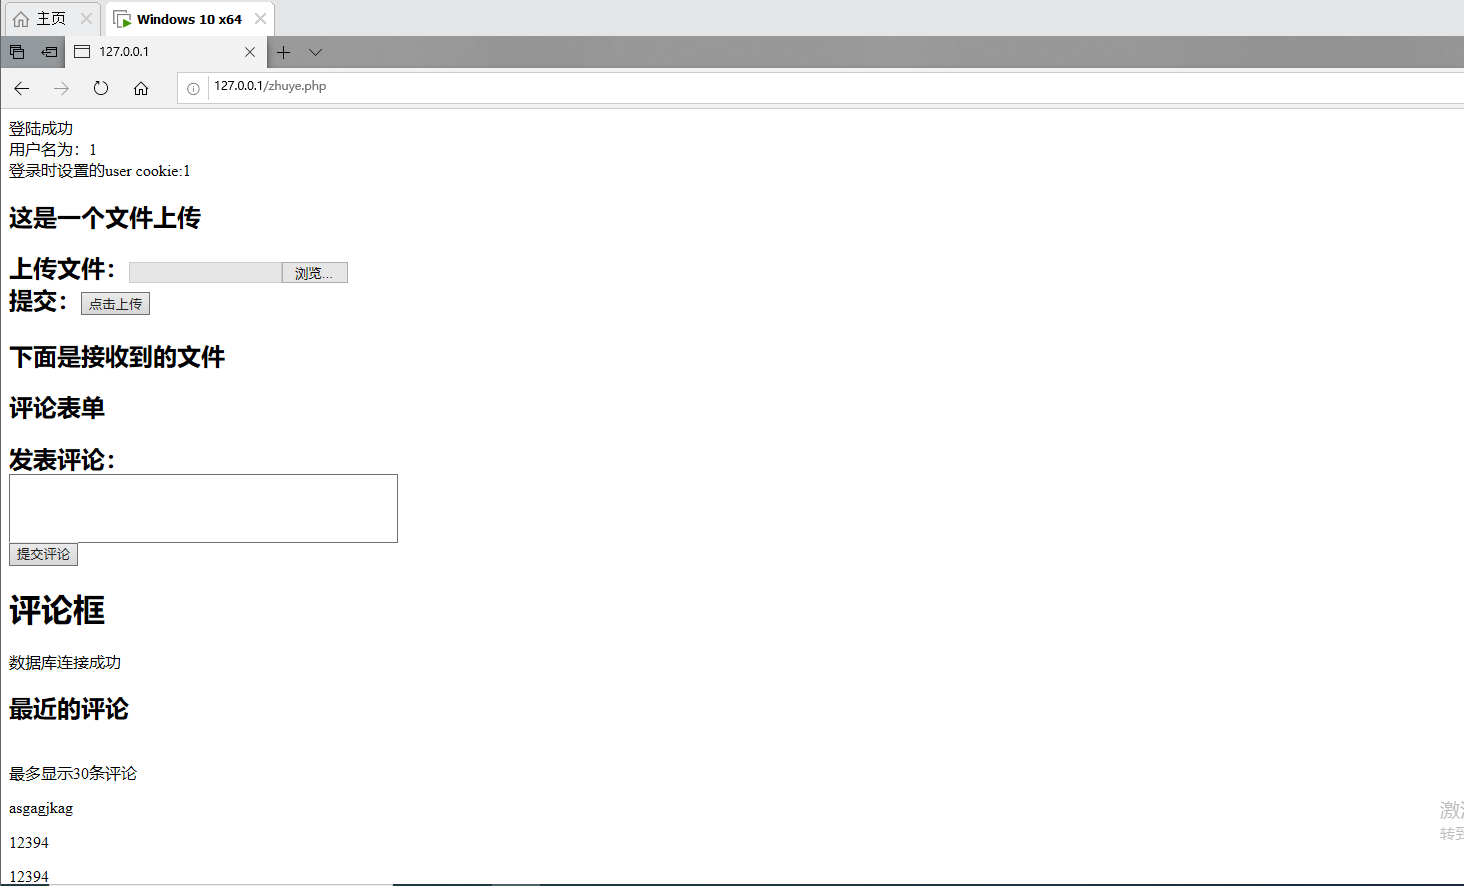 主页
Windows 10 x64
127.0.0.1
127.0.0.1/zhuye.php
登陆成功
用户名为：1
登录时设置的user cookie:1
这是一个文件上传
上传文件： 浏览...
提交： 点击上传
下面是接收到的文件
评论表单
发表评论：
提交评论
评论框
数据库连接成功
最近的评论
最多显示30条评论
asgagjkag
12394
12394
转到